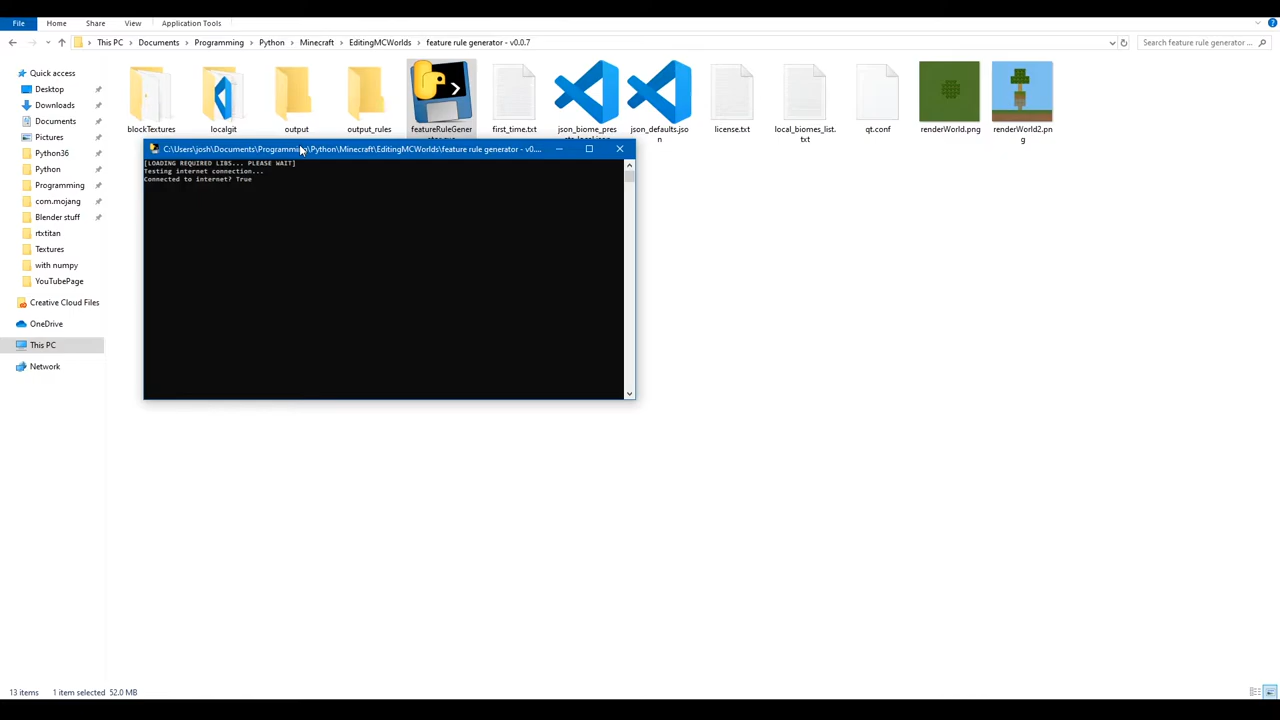 File Home Share View Application Tools
This PC Documents Programming Python Minecraft EditingMCWorlds feature rule generator - v0.0.7 Search feature rule generator ...
Quick access
Desktop
Downloads
Documents
Pictures
Python36
Python
Programming
com.mojang
Blender stuff
rtxtitan
Textures
with numpy
YouTubePage
Creative Cloud Files
OneDrive
This PC
Network
blockTextures
localgit
output
output_rules
featureRuleGener
first_time.txt
json_biome_pres
json_defaults.jso
n
license.txt
local_biomes_list.
txt
qt.conf
renderWorld.png
renderWorld2.pn
g
C:\Users\josh\Documents\Programming\Python\Minecraft\EditingMCWorlds\feature rule generator - v0....
[LOADING REQUIRED LIBS... PLEASE WAIT]
Testing internet connection...
Connected to internet? True
13 items 1 item selected 52.0 MB